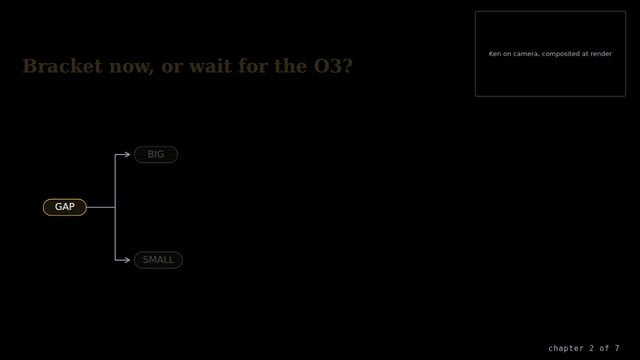 Ken on camera, composited at render
Bracket now, or wait for the O3?
BIG
GAP
SMALL
chapter 2 of 7